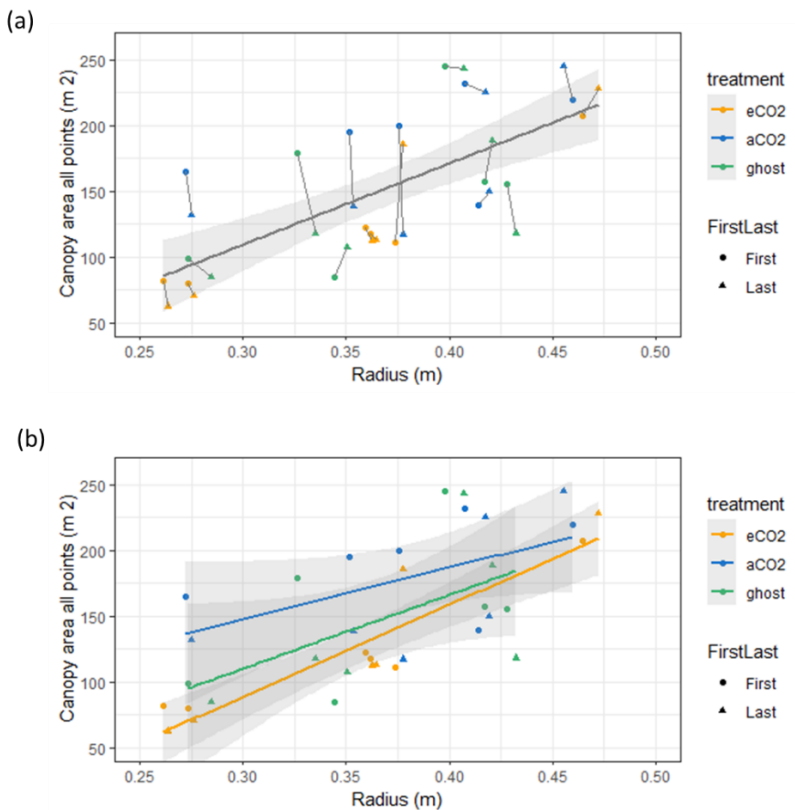 (a)
Canopy area all points (m 2)
250
200
150
100
50
0.25 0.30 0.35 0.40 0.45 0.50
Radius (m)
treatment
eCO2
aCO2
ghost
FirstLast
First
Last
(b)
Canopy area all points (m 2)
250
200
150
100
50
0.25 0.30 0.35 0.40 0.45 0.50
Radius (m)
treatment
eCO2
aCO2
ghost
FirstLast
First
Last